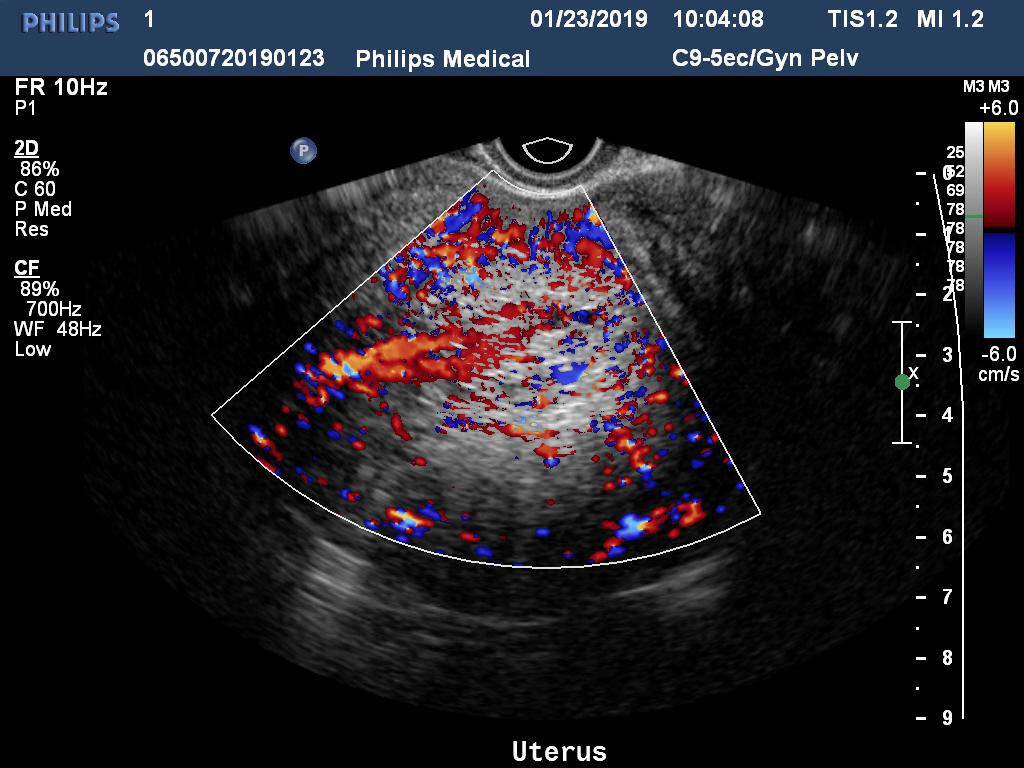 PHILIPS 1 01/23/2019 10:04:08 TIS1.2 MI 1.2
06500720190123 Philips Medical C9-5ec/Gyn Pelv
FR 10Hz
P1
2D
86%
C 60
P Med
Res
CF
89%
700Hz
WF 48Hz
Low
P
M3 M3
+6.0
25
62
69
78
78
78
78
78
-6.0
cm/s
x
0
1
2
3
4
5
6
7
8
9
Uterus